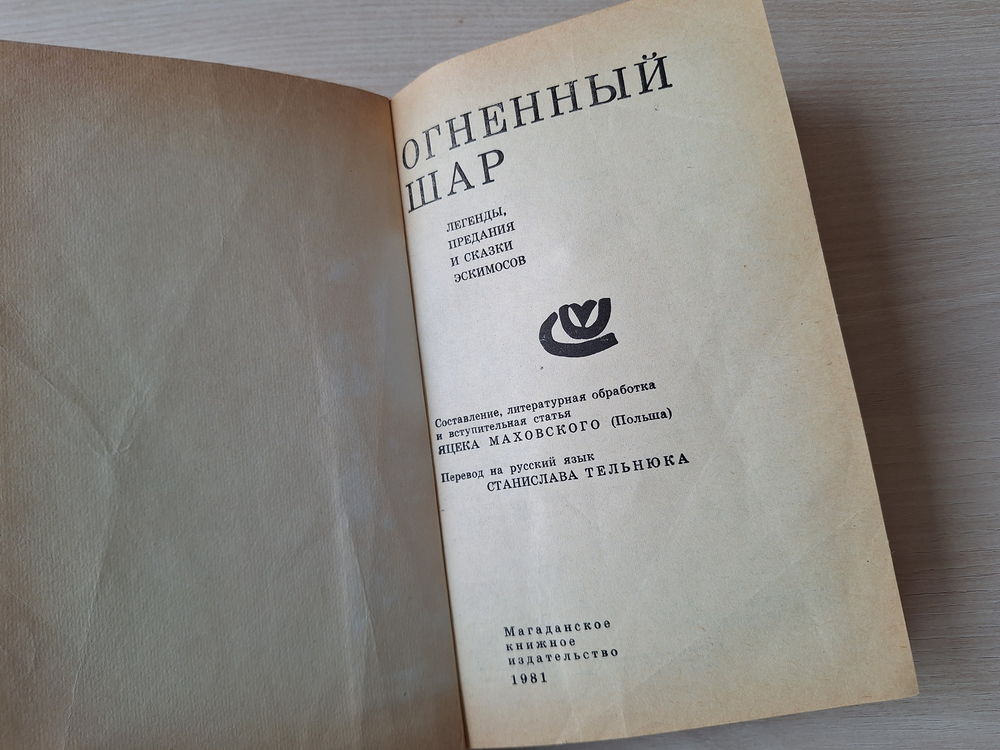 ОГНЕННЫЙ
ШАР
ЛЕГЕНДЫ,
ПРЕДАНИЯ
И СКАЗКИ
ЭСКИМОСОВ
Составление, литературная обработка
и вступительная статья
ЯЦЕКА МАХОВСКОГО (Польша)
Перевод на русский язык
СТАНИСЛАВА ТЕЛЬНЮКА
Магаданское
книжное
издательство
1981